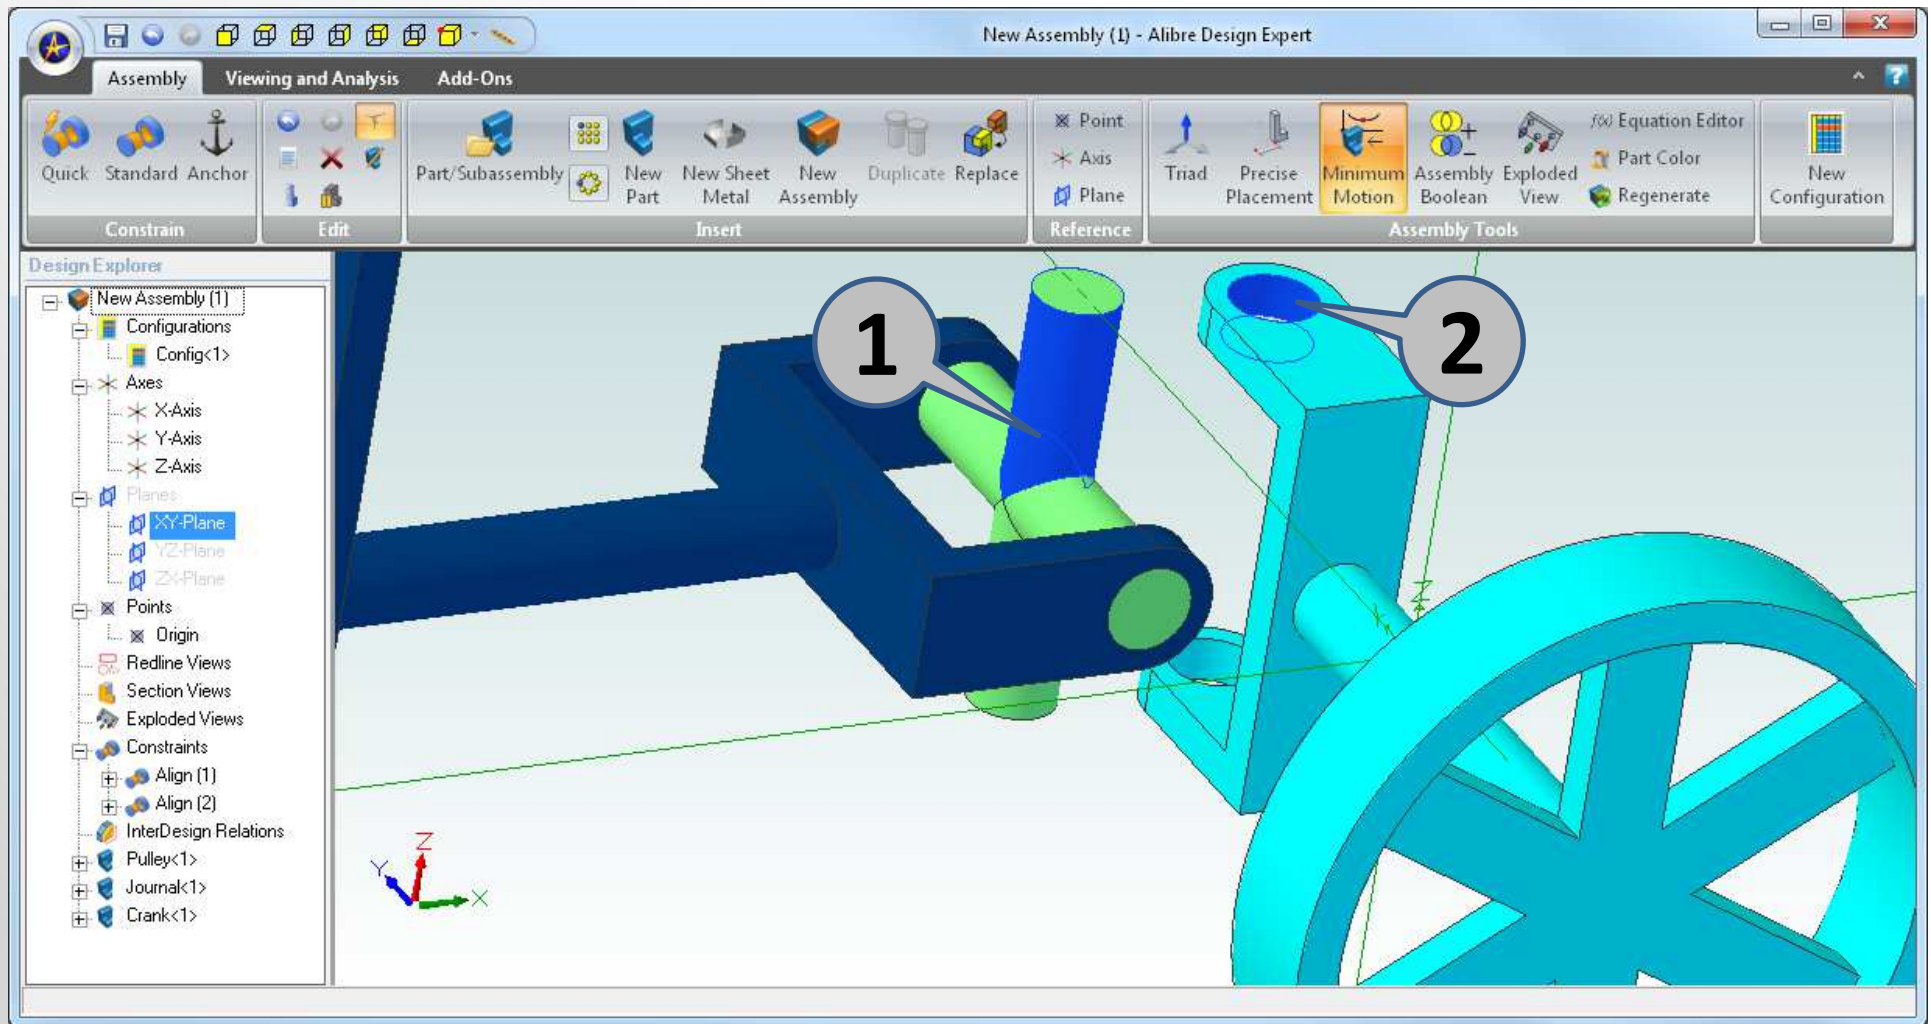 New Assembly (1) - Alibre Design Expert
Assembly Viewing and Analysis Add-Ons
Quick Standard Anchor
Constrain
Edit
Part/Subassembly New Part New Sheet Metal New Assembly Duplicate Replace
Insert
Point
Axis
Plane
Reference
Triad Precise Placement Minimum Motion Assembly Boolean Exploded View
f(x) Equation Editor
Part Color
Regenerate
Assembly Tools
New Configuration
Design Explorer
New Assembly (1)
Configurations
Config<1>
Axes
X-Axis
Y-Axis
Z-Axis
Planes
XY-Plane
YZ-Plane
ZX-Plane
Points
Origin
Redline Views
Section Views
Exploded Views
Constraints
Align (1)
Align (2)
InterDesign Relations
Pulley<1>
Journal<1>
Crank<1>
1
2
Z
Y
X